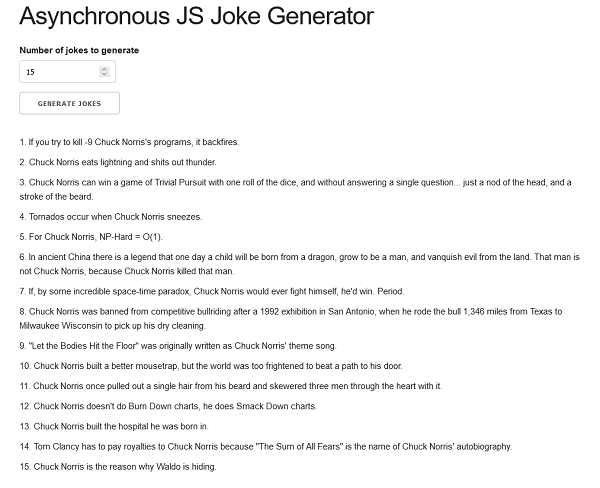 Asynchronous JS Joke Generator
Number of jokes to generate
15
GENERATE JOKES
1. If you try to kill -9 Chuck Norris's programs, it backfires.
2. Chuck Norris eats lightning and shits out thunder.
3. Chuck Norris can win a game of Trivial Pursuit with one roll of the dice, and without answering a single question... just a nod of the head, and a
stroke of the beard.
4. Tornados occur when Chuck Norris sneezes.
5. For Chuck Norris, NP-Hard = O(1).
6. In ancient China there is a legend that one day a child will be born from a dragon, grow to be a man, and vanquish evil from the land. That man is
not Chuck Norris, because Chuck Norris killed that man.
7. If, by some incredible space-time paradox, Chuck Norris would ever fight himself, he'd win. Period.
8. Chuck Norris was banned from competitive bullriding after a 1992 exhibition in San Antonio, when he rode the bull 1,346 miles from Texas to
Milwaukee Wisconsin to pick up his dry cleaning.
9. "Let the Bodies Hit the Floor" was originally written as Chuck Norris' theme song.
10. Chuck Norris built a better mousetrap, but the world was too frightened to beat a path to his door.
11. Chuck Norris once pulled out a single hair from his beard and skewered three men through the heart with it.
12. Chuck Norris doesn't do Burn Down charts, he does Smack Down charts.
13. Chuck Norris built the hospital he was born in.
14. Tom Clancy has to pay royalties to Chuck Norris because "The Sum of All Fears" is the name of Chuck Norris' autobiography.
15. Chuck Norris is the reason why Waldo is hiding.